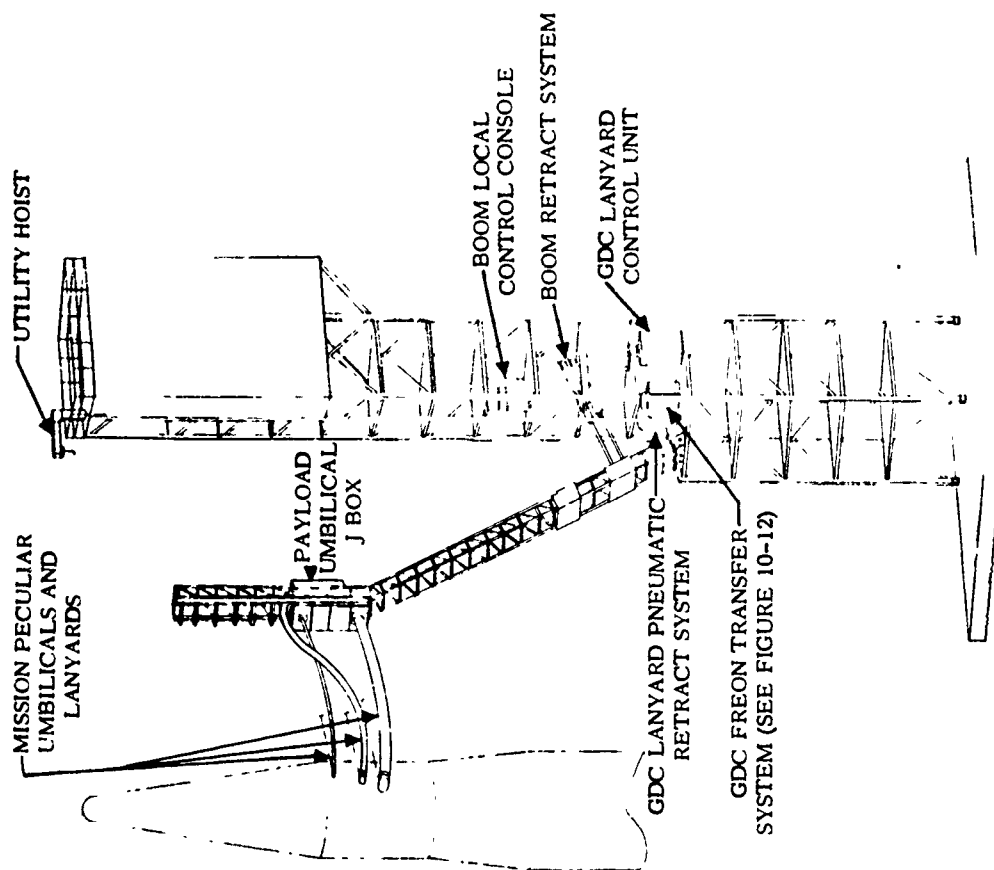 UTILITY HOIST
MISSION PECULIAR
UMBILICALS AND
LANYARDS
PAYLOAD
UMBILICAL
J BOX
BOOM LOCAL
CONTROL CONSOLE
BOOM RETRACT SYSTEM
GDC LANYARD
CONTROL UNIT
GDC LANYARD PNEUMATIC
RETRACT SYSTEM
GDC FREON TRANSFER
SYSTEM (SEE FIGURE 10-12)